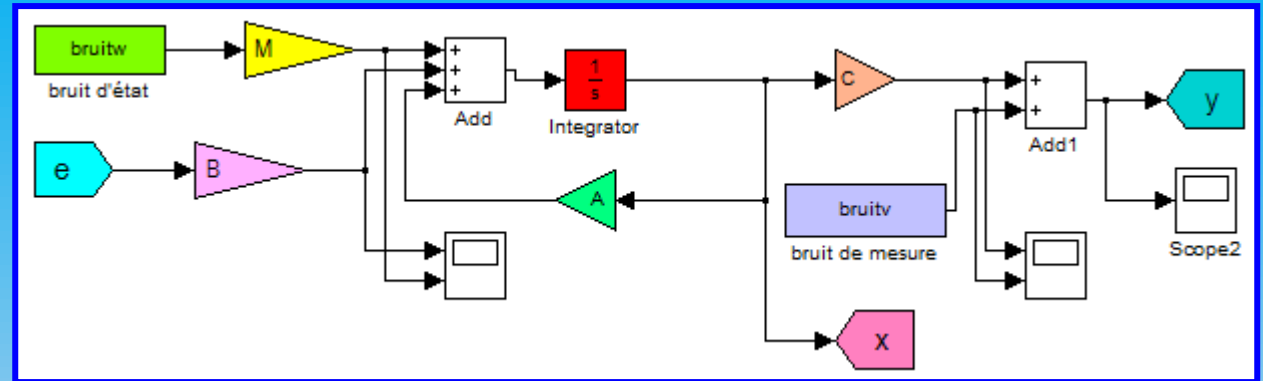 bruitw
bruit d'état
M
+
+
+
Add
1
s
Integrator
C
+
+
Add1
y
e
B
A
bruitv
bruit de mesure
Scope2
x